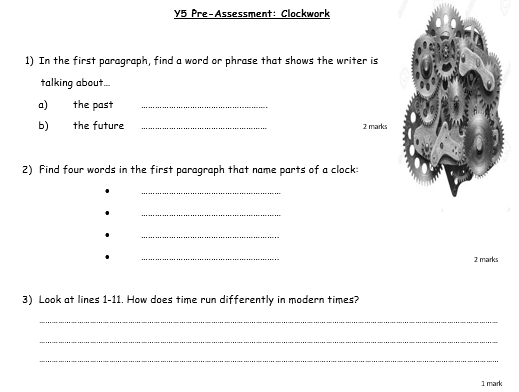 Y5 Pre-Assessment: Clockwork
1) In the first paragraph, find a word or phrase that shows the writer is
talking about...
a) the past ................................................
b) the future ................................................
2 marks
2) Find four words in the first paragraph that name parts of a clock:
• ....................................................
• ....................................................
• ....................................................
• ....................................................
2 marks
3) Look at lines 1-11. How does time run differently in modern times?
................................................................................
................................................................................
................................................................................
1 mark